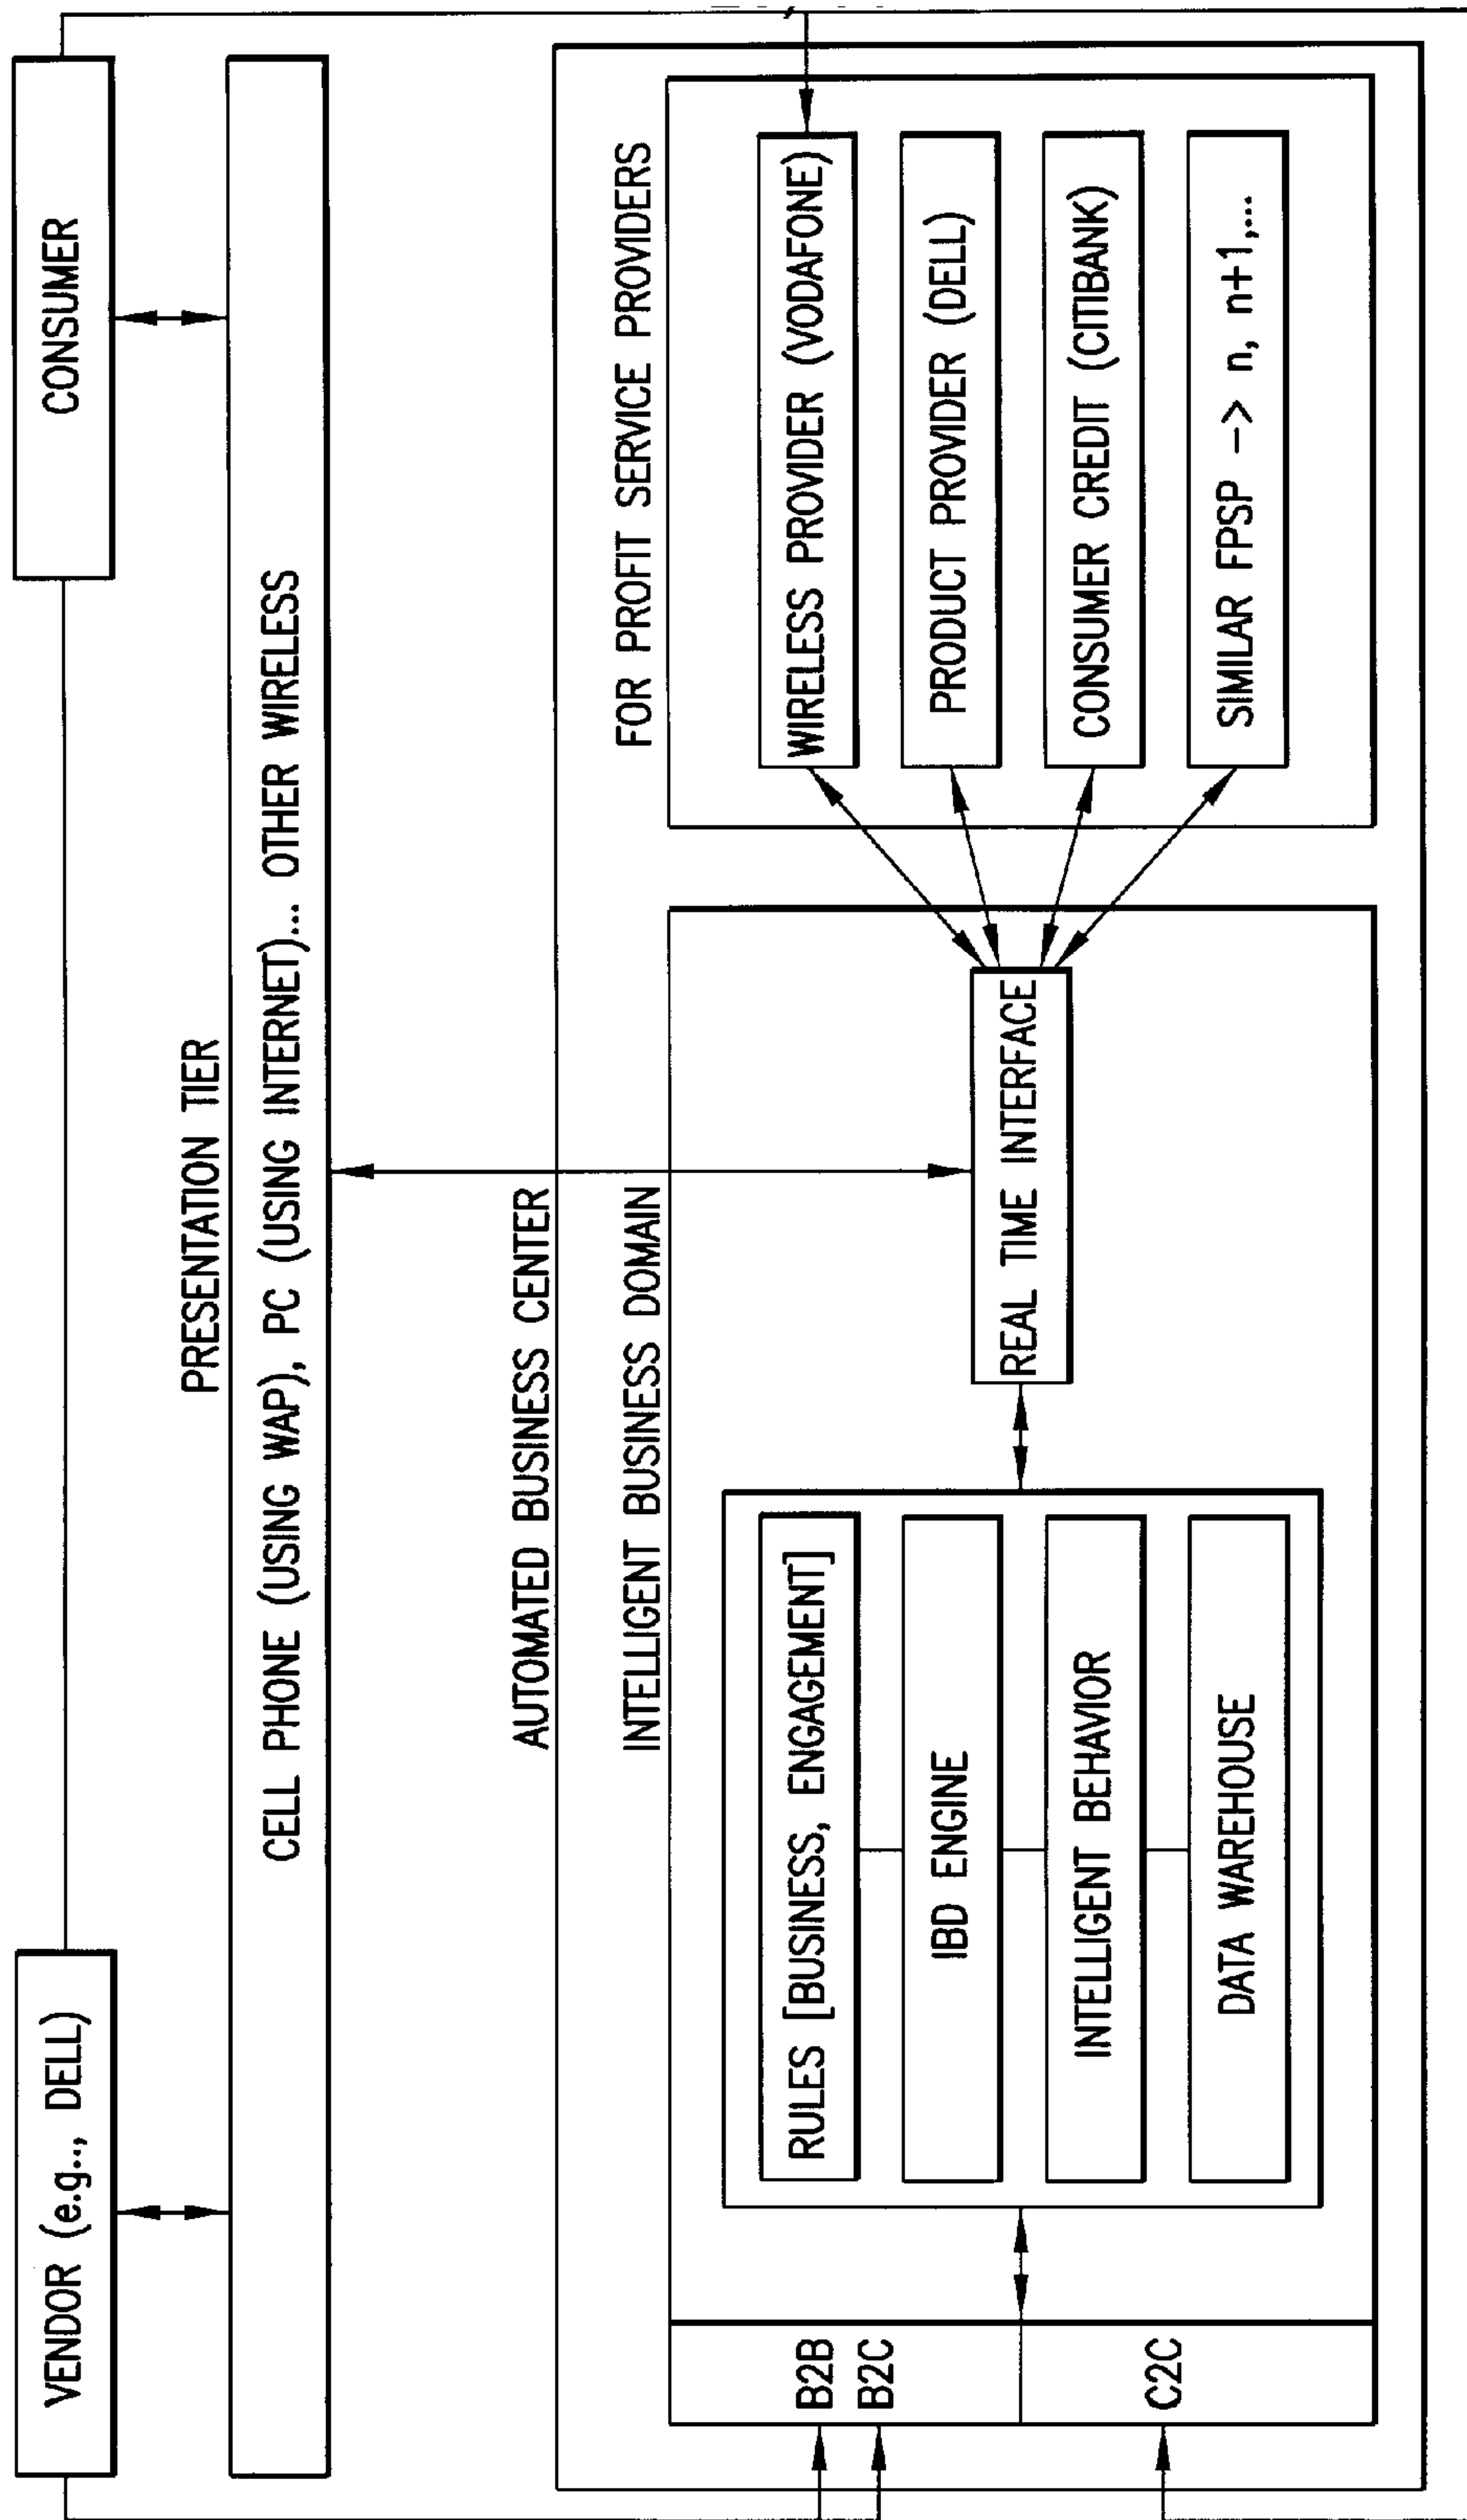 VENDOR (e.g.., DELL)
CONSUMER
PRESENTATION TIER
CELL PHONE (USING WAP), PC (USING INTERNET)... OTHER WIRELESS
AUTOMATED BUSINESS CENTER
INTELLIGENT BUSINESS DOMAIN
FOR PROFIT SERVICE PROVIDERS
B2B
B2C
C2C
RULES [BUSINESS, ENGAGEMENT]
IBD ENGINE
INTELLIGENT BEHAVIOR
DATA WAREHOUSE
REAL TIME INTERFACE
WIRELESS PROVIDER (VODAFONE)
PRODUCT PROVIDER (DELL)
CONSUMER CREDIT (CITIBANK)
SIMILAR FPSP -> n, n+1,...